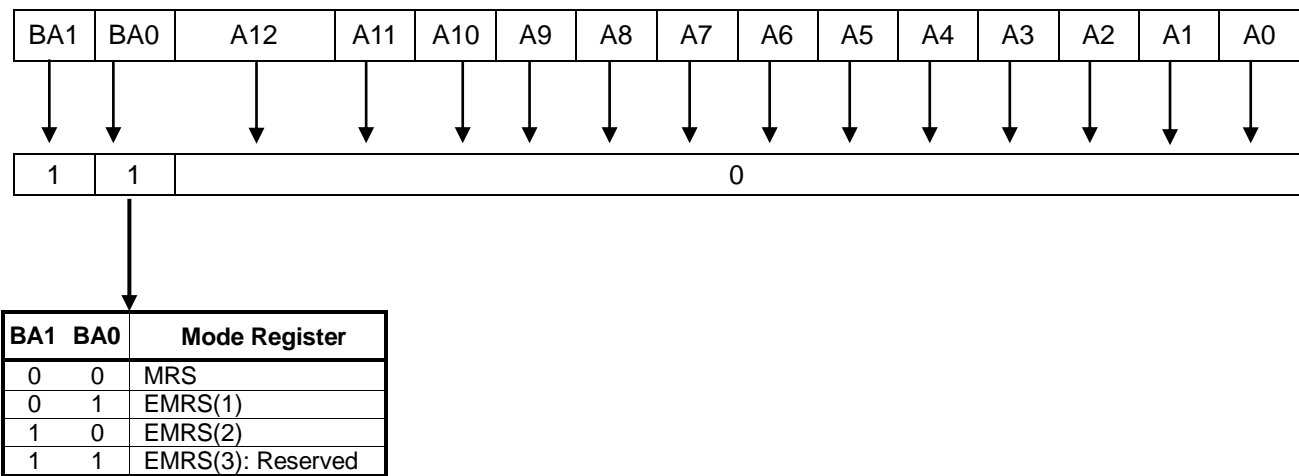 BA1 BA0 A12 A11 A10 A9 A8 A7 A6 A5 A4 A3 A2 A1 A0
1 1 0
BA1 BA0 Mode Register
0 0 MRS
0 1 EMRS(1)
1 0 EMRS(2)
1 1 EMRS(3): Reserved